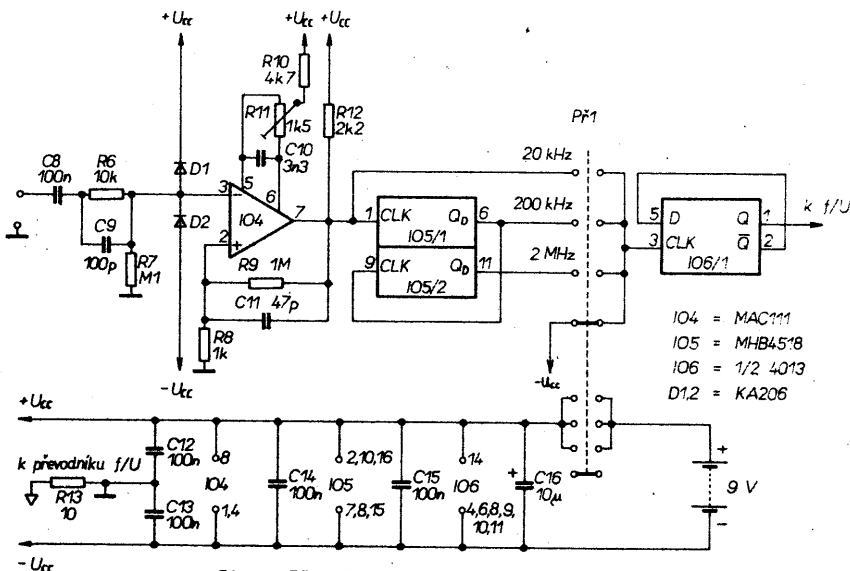 +Ucc
+Ucc
+Ucc
R10
4k7
R11
1k5
R12
2k2
C10
3n3
Př1
C8
100n
R6
10k
D1
D2
C9
100p
R7
M1
3
5
6
7
2
IO4
R9
1M
C11
47p
R8
1k
-Ucc
20 kHz
200 kHz
2 MHz
1
CLK
QD
6
IO5/1
9
CLK
QD
11
IO5/2
5
D
Q
1
3
CLK
Q
2
IO6/1
k f/U
-Ucc
IO4 = MAC111
IO5 = MHB4518
IO6 = 1/2 4013
D1,2 = KA206
+Ucc
k převodníku f/U
R13
10
C12
100n
C13
100n
8
IO4
1,4
C14
100n
2,10,16
IO5
7,8,15
C15
100n
14
IO6
4,6,8,9,
10,11
+
C16
10µ
+
9 V
-
- Ucc